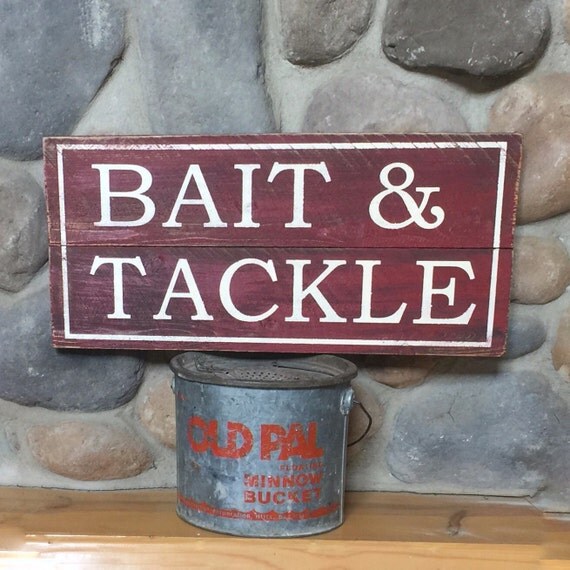 BAIT &
TACKLE
OLD PAL
MINNOW
BUCKET